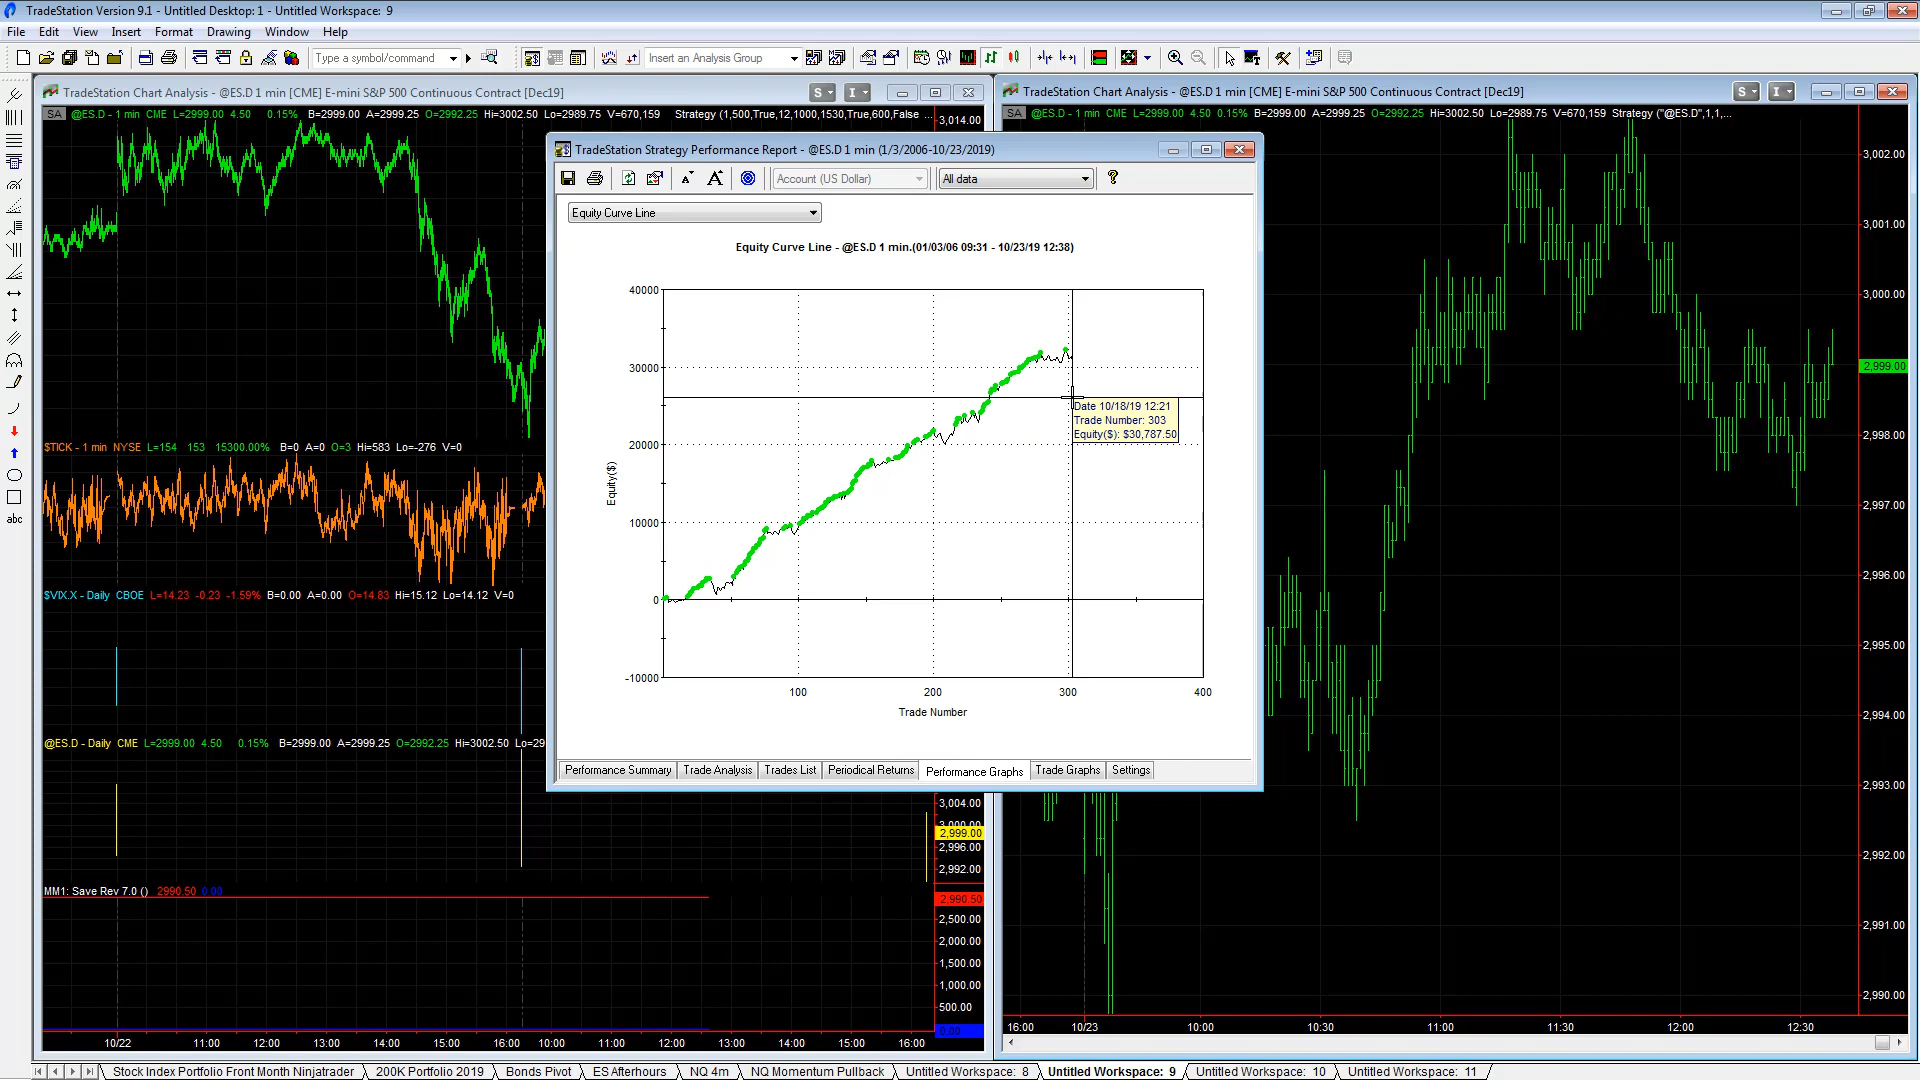 TradeStation Version 9.1 - Untitled Desktop: 1 - Untitled Workspace: 9
File Edit View Insert Format Drawing Window Help
Type a symbol/command
Insert an Analysis Group
TradeStation Chart Analysis - @ES.D 1 min [CME] E-mini S&P 500 Continuous Contract [Dec19]
S I
SA @ES.D - 1 min CME L=2999.00 4.50 0.15% B=2999.00 A=2999.25 O=2992.25 Hi=3002.50 Lo=2989.75 V=670,159 Strategy (1,500,True,12,1000,1530,True,600,False ...
3,014.00
$TICK - 1 min NYSE L=154 153 15300.00% B=0 A=0 O=3 Hi=583 Lo=-276 V=0
$VIX.X - Daily CBOE L=14.23 -0.23 -1.59% B=0.00 A=0.00 O=14.83 Hi=15.12 Lo=14.12 V=0
@ES.D - Daily CME L=2999.00 4.50 0.15% B=2999.00 A=2999.25 O=2992.25 Hi=3002.50 Lo=29
3,004.00
3,000.00
2,999.00
2,996.00
2,992.00
MM1: Save Rev 7.0 () 2990.50 0.00
2,990.50
2,500.00
2,000.00
1,500.00
1,000.00
500.00
0.00
10/22 11:00 12:00 13:00 14:00 15:00 16:00 10:00 11:00 12:00 13:00 14:00 15:00 16:00
TradeStation Strategy Performance Report - @ES.D 1 min (1/3/2006-10/23/2019)
A A Account (US Dollar) All data ?
Equity Curve Line
Equity Curve Line - @ES.D 1 min.(01/03/06 09:31 - 10/23/19 12:38)
40000
30000
20000
10000
0
-10000
Equity($)
Date 10/18/19 12:21
Trade Number: 303
Equity($): $30,787.50
100 200 300 400
Trade Number
Performance Summary Trade Analysis Trades List Periodical Returns Performance Graphs Trade Graphs Settings
TradeStation Chart Analysis - @ES.D 1 min [CME] E-mini S&P 500 Continuous Contract [Dec19]
S I
SA @ES.D - 1 min CME L=2999.00 4.50 0.15% B=2999.00 A=2999.25 O=2992.25 Hi=3002.50 Lo=2989.75 V=670,159 Strategy ("@ES.D",1,1,...
3,002.00
3,001.00
3,000.00
2,999.00
2,998.00
2,997.00
2,996.00
2,995.00
2,994.00
2,993.00
2,992.00
2,991.00
2,990.00
16:00 10/23 10:00 10:30 11:00 11:30 12:00 12:30
abc
Stock Index Portfolio Front Month Ninjatrader 200K Portfolio 2019 Bonds Pivot ES Afterhours NQ 4m NQ Momentum Pullback Untitled Workspace: 8 Untitled Workspace: 9 Untitled Workspace: 10 Untitled Workspace: 11